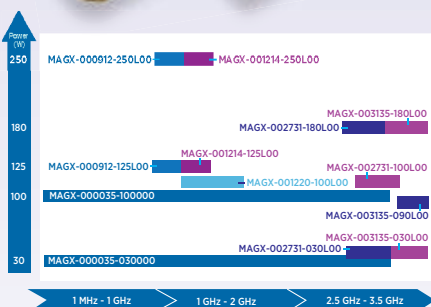 Power
(W)
250
MAGX-000912-250L00
MAGX-001214-250L00
MAGX-003135-180L00
180
MAGX-002731-180L00
MAGX-001214-125L00
125
MAGX-000912-125L00
MAGX-002731-100L00
MAGX-001220-100L00
100
MAGX-000035-100000
MAGX-003135-090L00
MAGX-003135-030L00
MAGX-002731-030L00
30
MAGX-000035-030000
1 MHz - 1 GHz
1 GHz - 2 GHz
2.5 GHz - 3.5 GHz